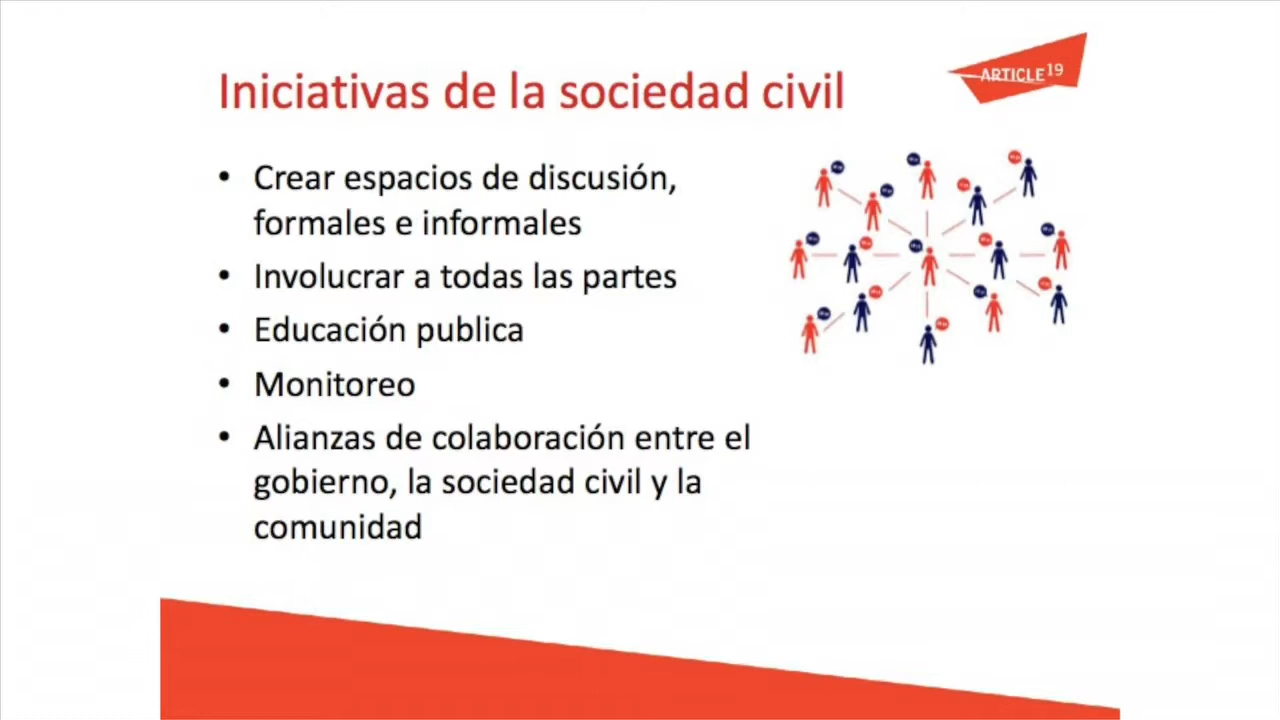 Iniciativas de la sociedad civil
ARTICLE 19
• Crear espacios de discusión,
formales e informales
• Involucrar a todas las partes
• Educación publica
• Monitoreo
• Alianzas de colaboración entre el
gobierno, la sociedad civil y la
comunidad